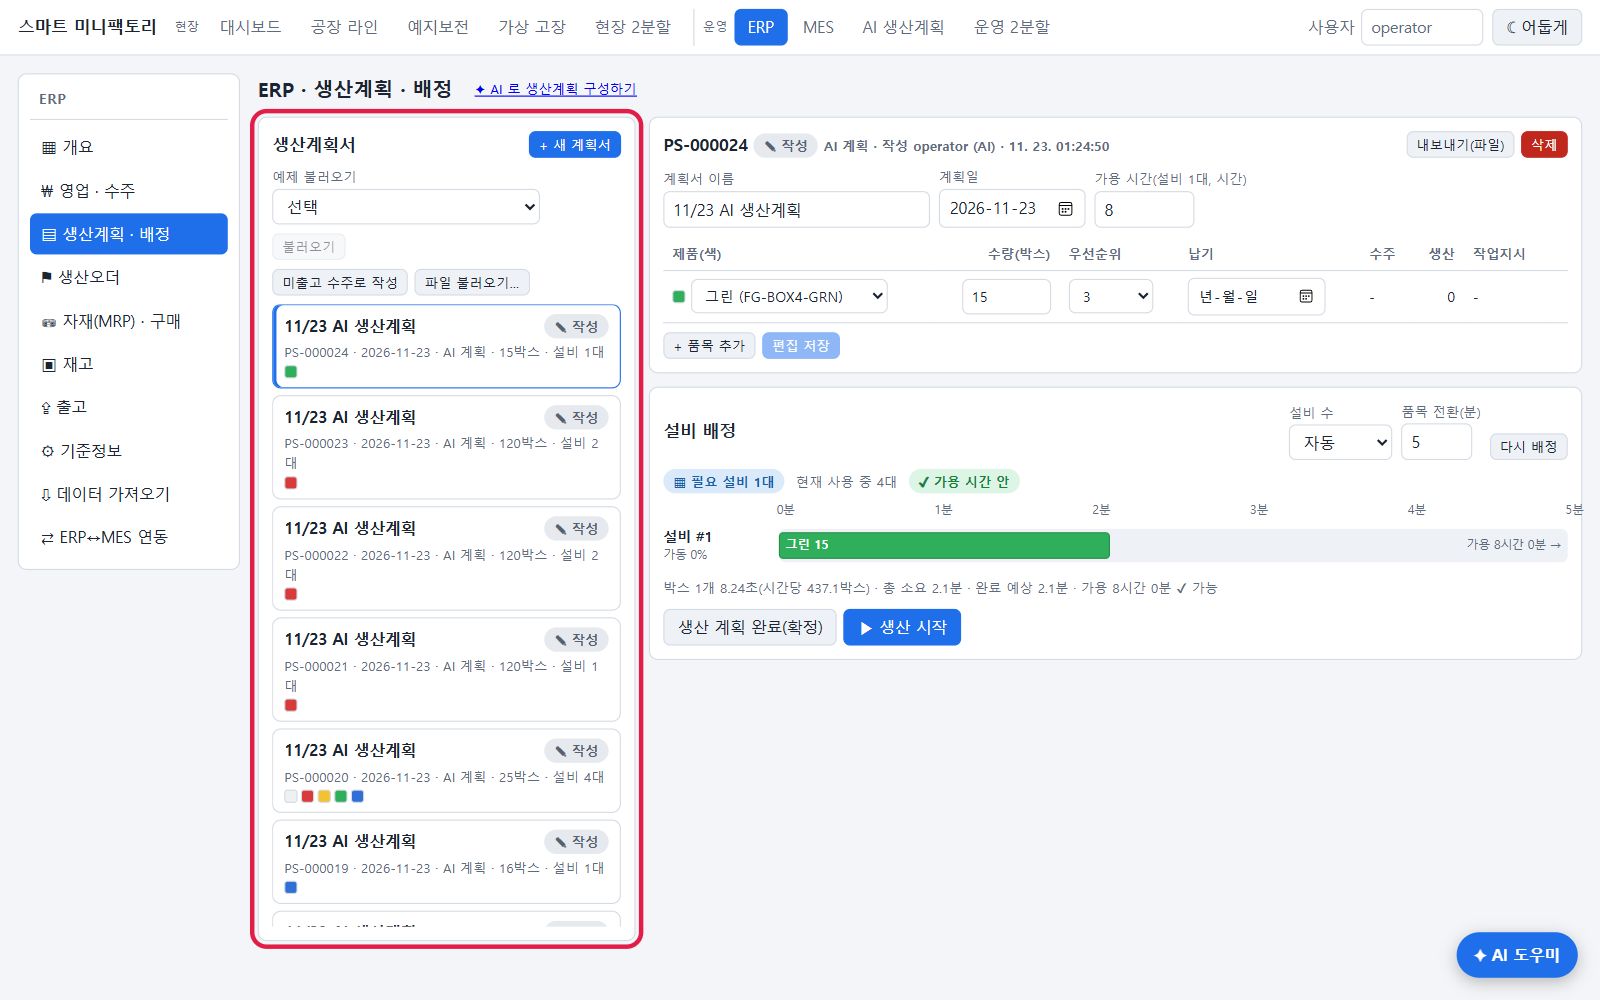 스마트 미니팩토리 현장 대시보드 공장 라인 예지보전 가상 고장 현장 2분할 운영 ERP MES AI 생산계획 운영 2분할 사용자 operator ☾ 어둡게
ERP
▦ 개요
₩ 영업 · 수주
▤ 생산계획 · 배정
⚑ 생산오더
자재(MRP) · 구매
▣ 재고
⇪ 출고
⚙ 기준정보
⇩ 데이터 가져오기
⇄ ERP↔MES 연동
ERP · 생산계획 · 배정 ✦ AI 로 생산계획 구성하기
생산계획서 + 새 계획서
예제 불러오기
선택
불러오기
미출고 수주로 작성 파일 불러오기...
11/23 AI 생산계획 ✎ 작성
PS-000024 · 2026-11-23 · AI 계획 · 15박스 · 설비 1대
11/23 AI 생산계획 ✎ 작성
PS-000023 · 2026-11-23 · AI 계획 · 120박스 · 설비 2
대
11/23 AI 생산계획 ✎ 작성
PS-000022 · 2026-11-23 · AI 계획 · 120박스 · 설비 2
대
11/23 AI 생산계획 ✎ 작성
PS-000021 · 2026-11-23 · AI 계획 · 120박스 · 설비 1
대
11/23 AI 생산계획 ✎ 작성
PS-000020 · 2026-11-23 · AI 계획 · 25박스 · 설비 4대
11/23 AI 생산계획 ✎ 작성
PS-000019 · 2026-11-23 · AI 계획 · 16박스 · 설비 1대
PS-000024 ✎ 작성 AI 계획 · 작성 operator (AI) · 11. 23. 01:24:50 내보내기(파일) 삭제
계획서 이름 계획일 가용 시간(설비 1대, 시간)
11/23 AI 생산계획 2026-11-23 8
제품(색) 수량(박스) 우선순위 납기 수주 생산 작업지시
그린 (FG-BOX4-GRN) 15 3 년-월-일 - 0 -
+ 품목 추가 편집 저장
설비 배정 설비 수 자동 품목 전환(분) 5 다시 배정
▦ 필요 설비 1대 현재 사용 중 4대 ✓ 가용 시간 안
0분 1분 2분 3분 4분 5분
설비 #1 그린 15 가용 8시간 0분 →
가동 0%
박스 1개 8.24초(시간당 437.1박스) · 총 소요 2.1분 · 완료 예상 2.1분 · 가용 8시간 0분 ✓ 가능
생산 계획 완료(확정) ▶ 생산 시작
✦ AI 도우미